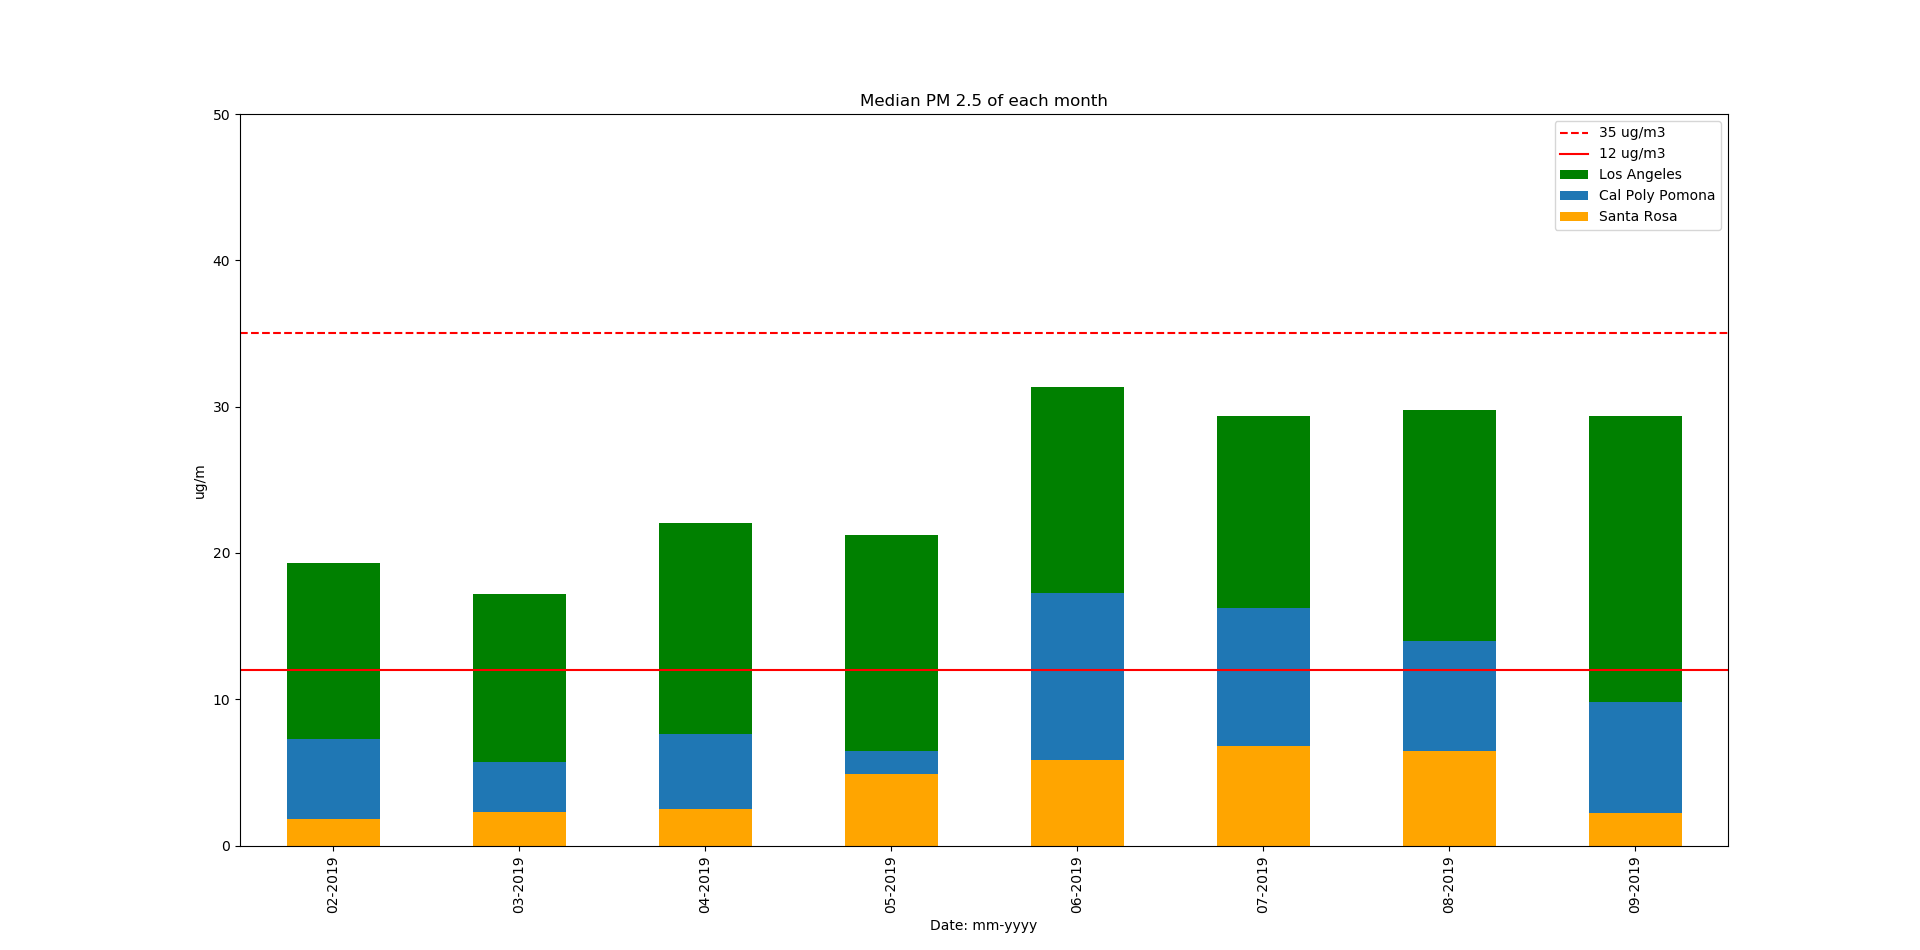 Median PM 2.5 of each month
50
40
30
20
10
0
ug/m
35 ug/m3
12 ug/m3
Los Angeles
Cal Poly Pomona
Santa Rosa
02-2019
03-2019
04-2019
05-2019
06-2019
07-2019
08-2019
09-2019
Date: mm-yyyy